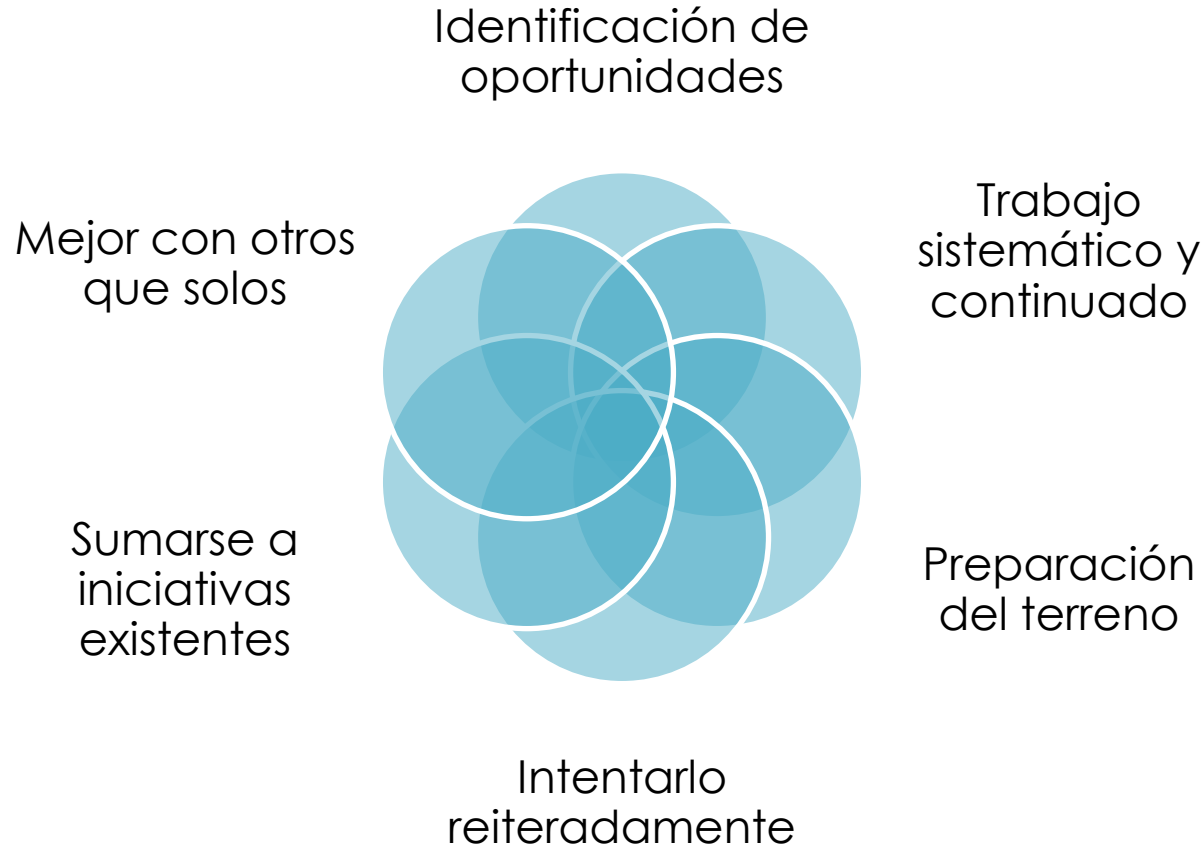 Identificación de
oportunidades
Trabajo
sistemático y
continuado
Preparación
del terreno
Intentarlo
reiteradamente
Sumarse a
iniciativas
existentes
Mejor con otros
que solos